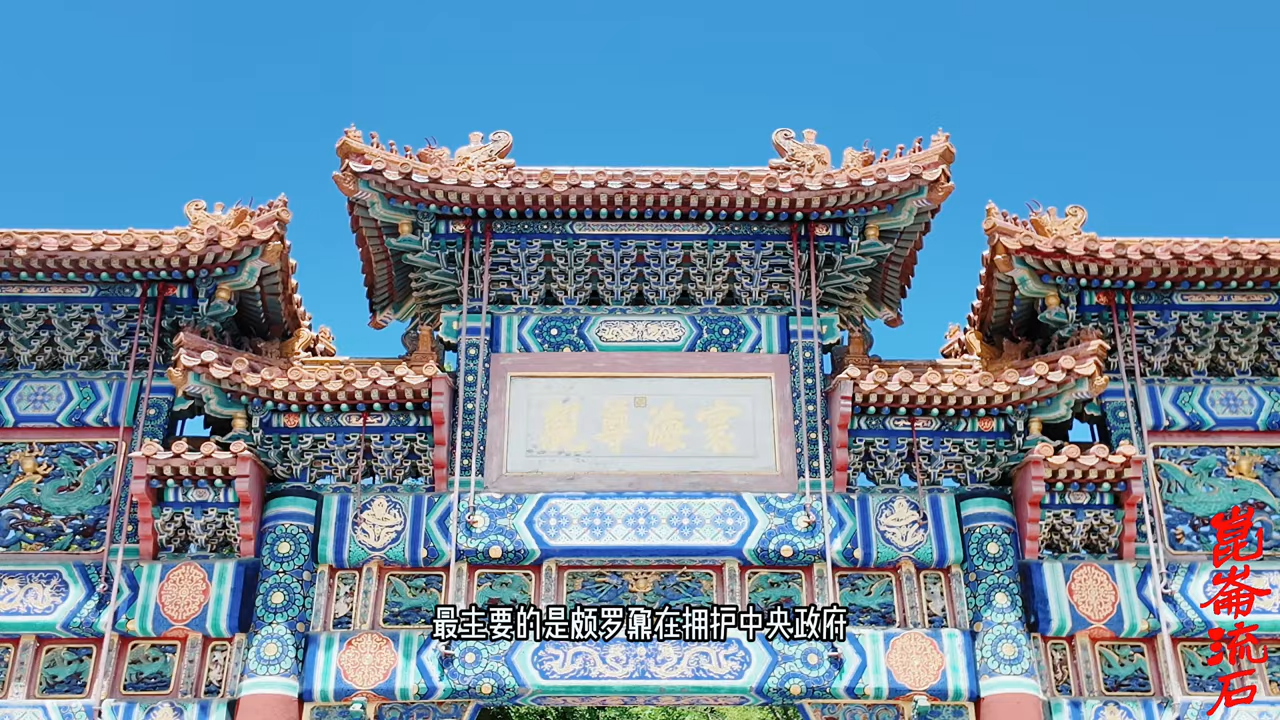 寰海尊親
最主要的是颇罗鼐在拥护中央政府
崑崙流石